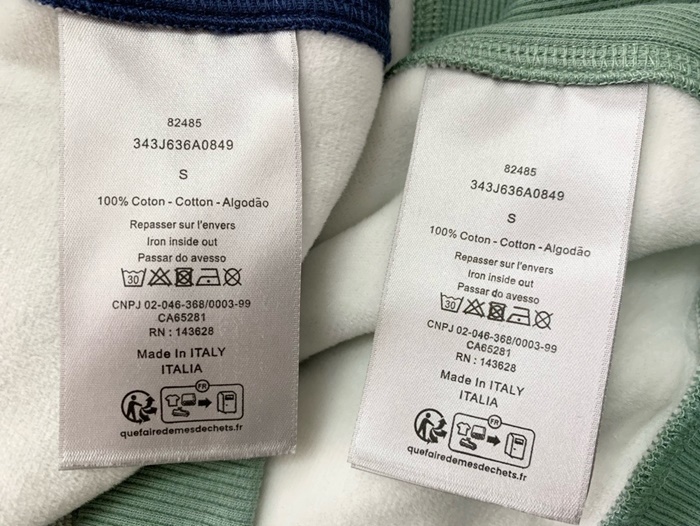 82485
343J636A0849
S
100% Coton - Cotton - Algodão
Repasser sur l'envers
Iron inside out
Passar do avesso
30
CNPJ 02-046-368/0003-99
CA65281
RN : 143628
Made In ITALY
ITALIA
FR
quefairedemesdechets.fr
82485
343J636A0849
S
100% Coton - Cotton - Algodão
Repasser sur l'envers
Iron inside out
Passar do avesso
30
CNPJ 02-046-368/0003-99
CA65281
RN : 143628
Made In ITALY
ITALIA
FR
quefairedemesdechets.fr